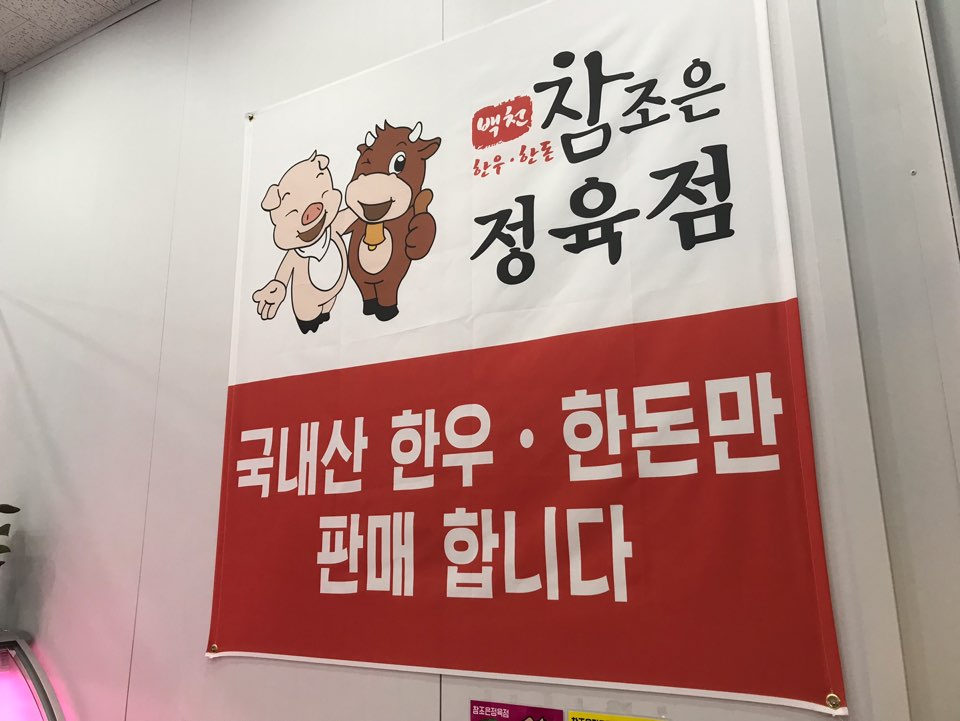 백천 참조은
한우·한돈
정육점
국내산 한우·한돈만
판매 합니다
참조은정육점